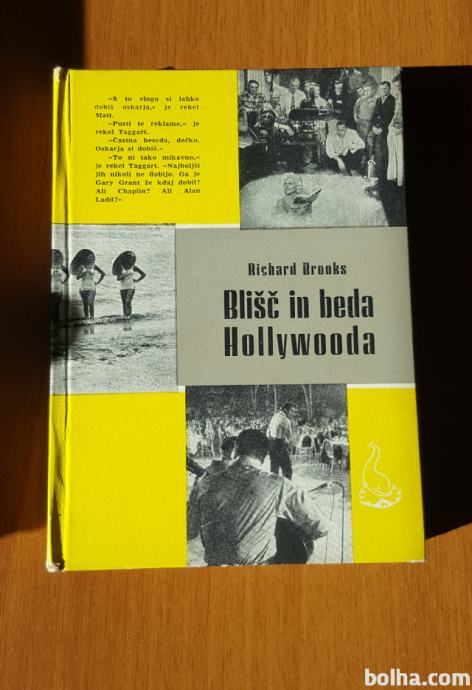 »S to vlogo si lahko
dobiš oskarja,« je rekel
Matt.
»Pusti te reklame,« je
rekel Taggart.
»Častna beseda, dečko.
Oskarja si dobiš.«
»To ni tako mikavno,«
je rekel Taggart. »Najboljši
jih nikoli ne dobijo. Ga je
Gary Grant že kdaj dobil?
Ali Chaplin? Ali Alan
Ladd?«
Richard Brooks
Blišč in beda
Hollywooda
bolha.com